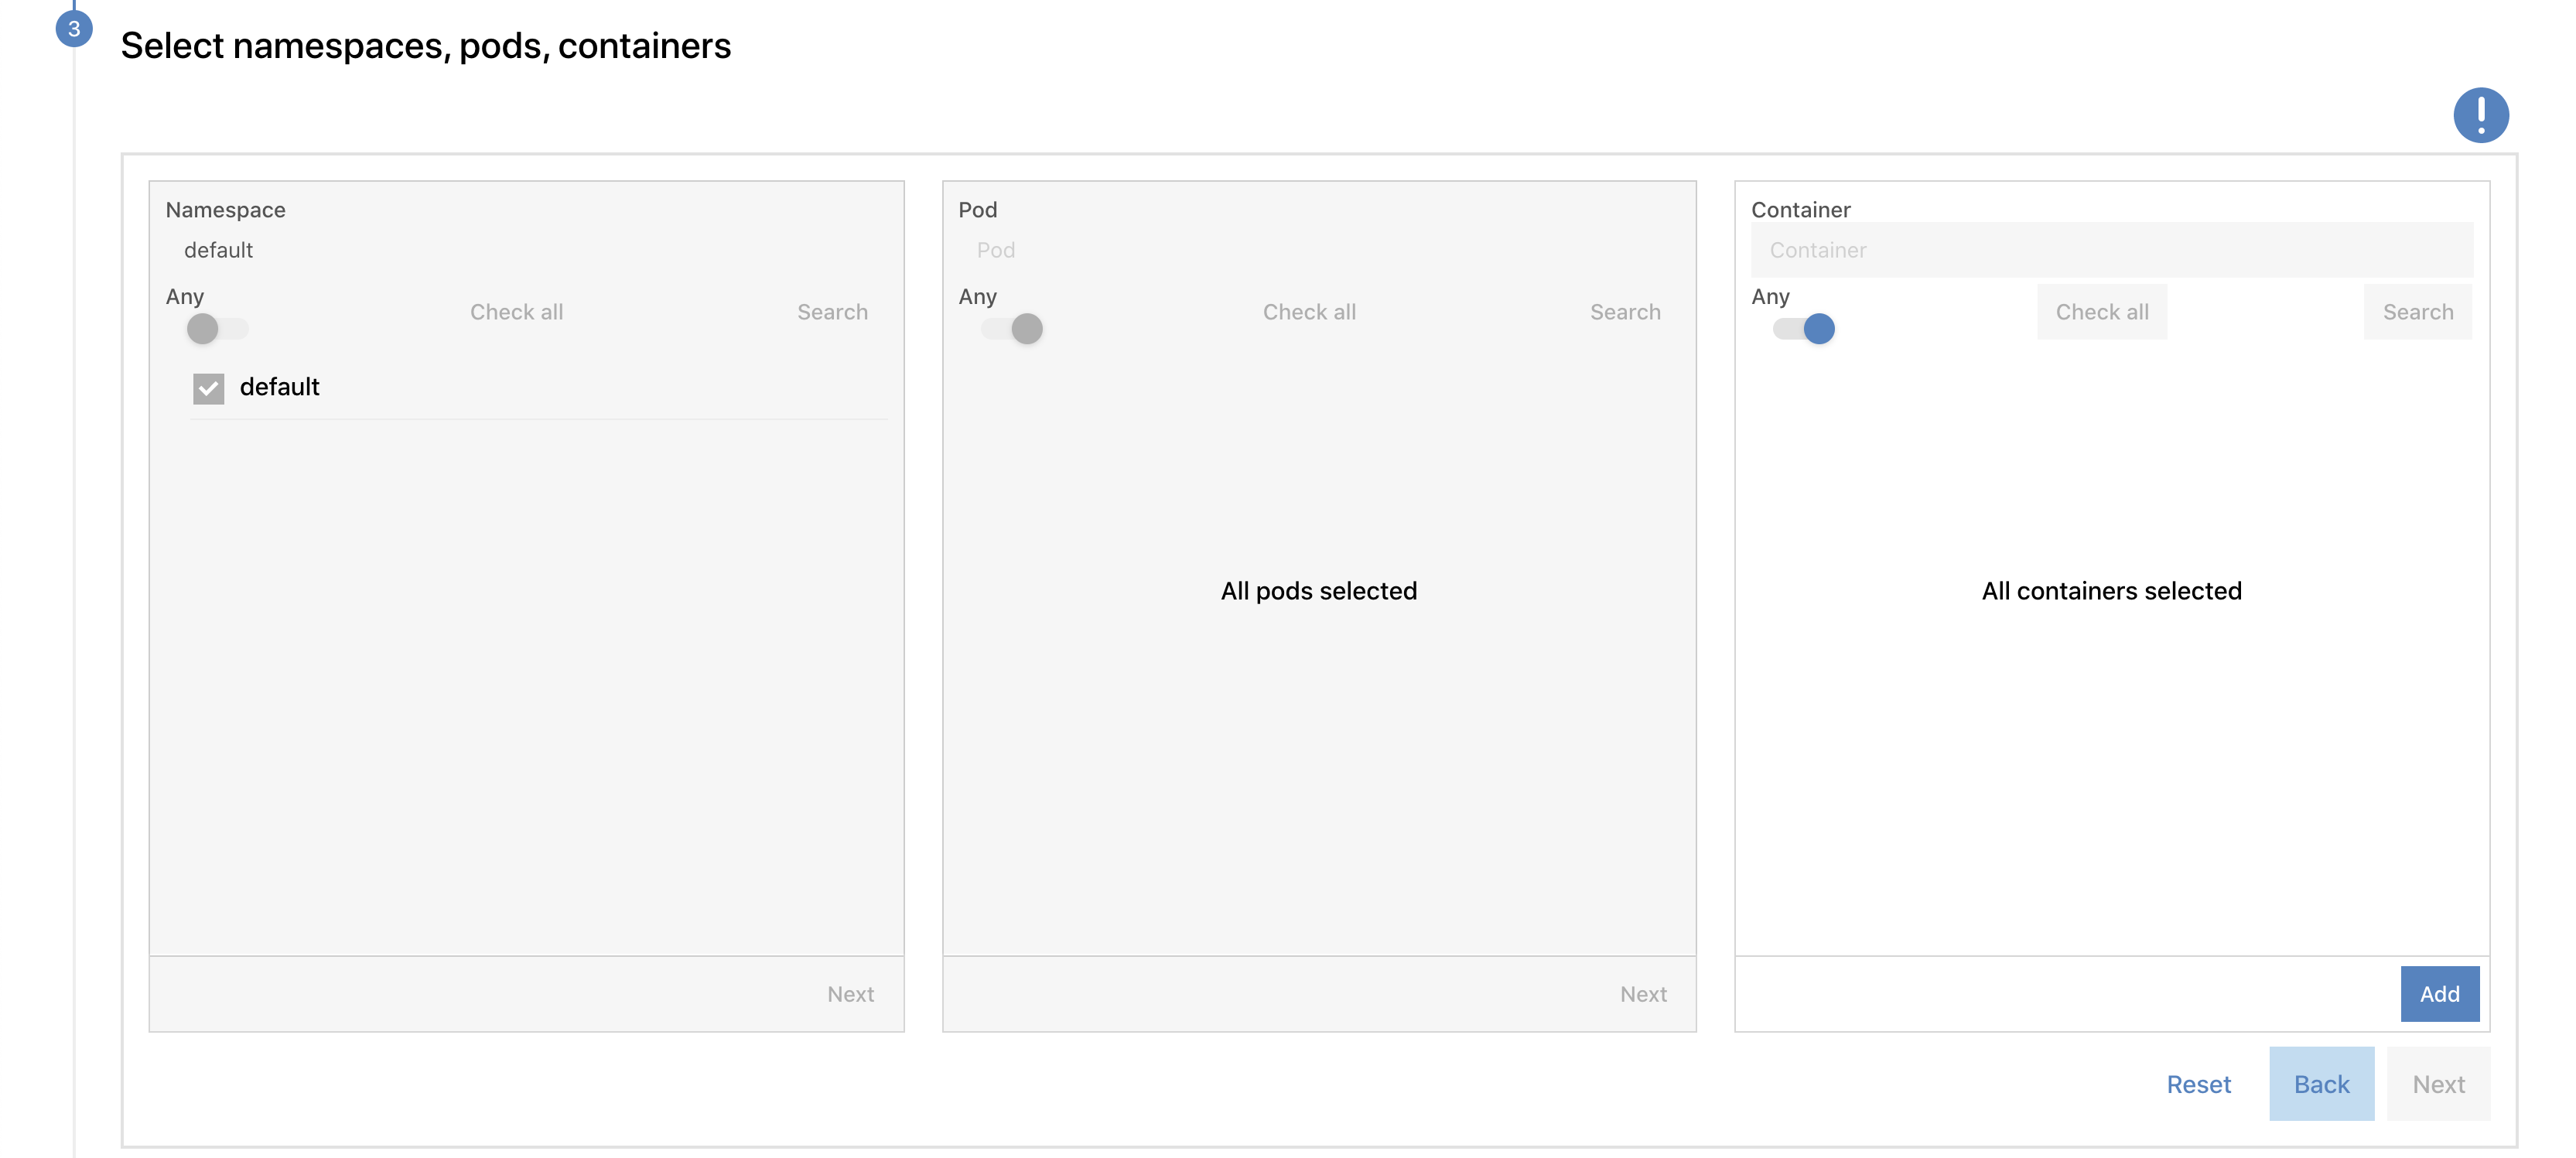 3
Select namespaces, pods, containers
Namespace
default
Any
Check all
Search
default
Next
Pod
Pod
Any
Check all
Search
All pods selected
Next
Container
Container
Any
Check all
Search
All containers selected
Add
Reset
Back
Next